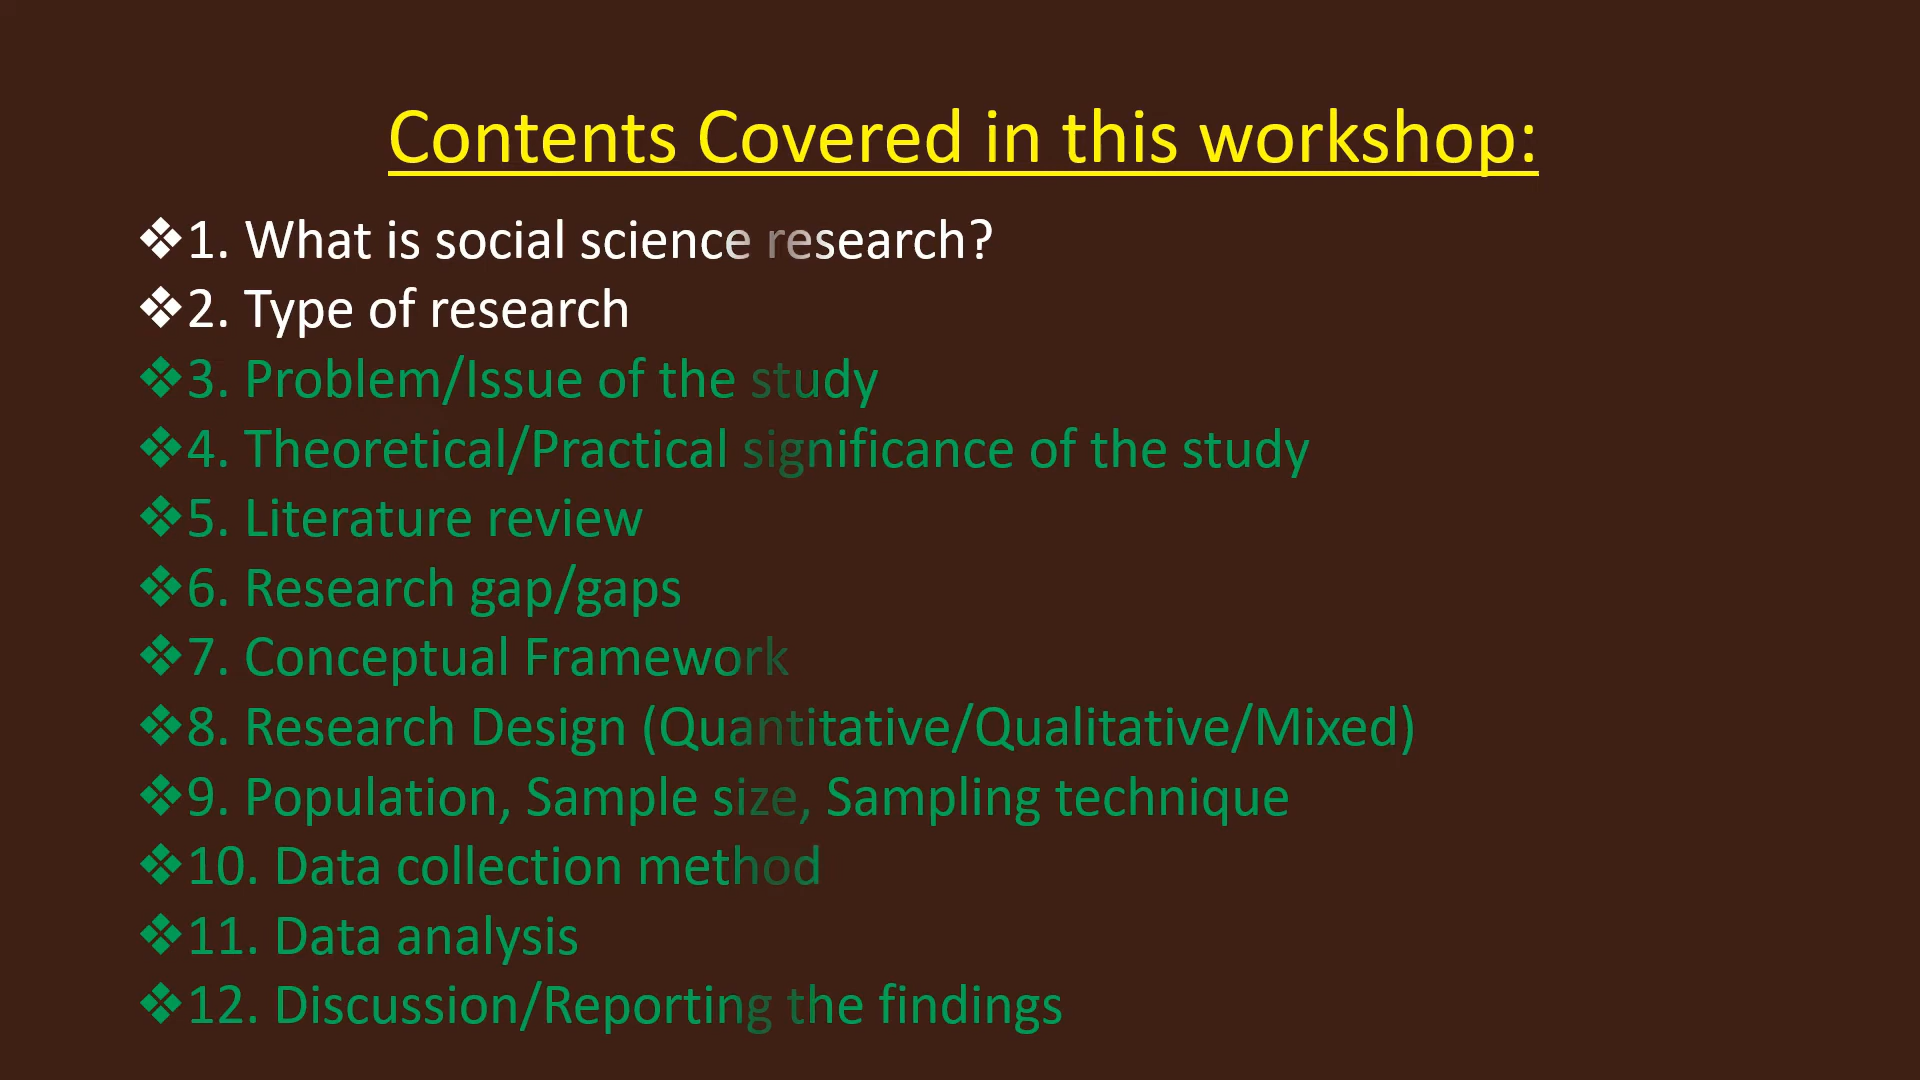 Contents Covered in this workshop:
❖1. What is social science research?
❖2. Type of research
❖3. Problem/Issue of the study
❖4. Theoretical/Practical significance of the study
❖5. Literature review
❖6. Research gap/gaps
❖7. Conceptual Framework
❖8. Research Design (Quantitative/Qualitative/Mixed)
❖9. Population, Sample size, Sampling technique
❖10. Data collection method
❖11. Data analysis
❖12. Discussion/Reporting the findings